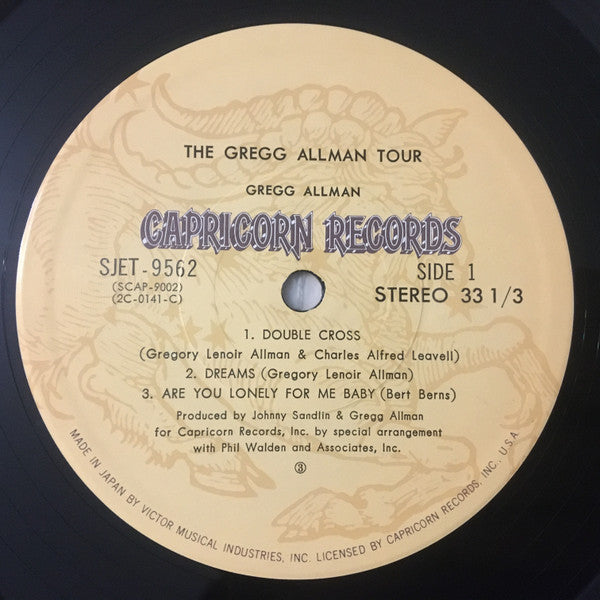 THE GREGG ALLMAN TOUR
GREGG ALLMAN
CAPRICORN RECORDS
SJET-9562
(SCAP-9002)
(2C-0141-C)
SIDE 1
STEREO 33 1/3
1. DOUBLE CROSS
(Gregory Lenoir Allman & Charles Alfred Leavell)
2. DREAMS (Gregory Lenoir Allman)
3. ARE YOU LONELY FOR ME BABY (Bert Berns)
Produced by Johnny Sandlin & Gregg Allman
for Capricorn Records, Inc. by special arrangement
with Phil Walden and Associates, Inc.
③
MADE IN JAPAN BY VICTOR MUSICAL INDUSTRIES, INC. LICENSED BY CAPRICORN RECORDS, INC., U.S.A.